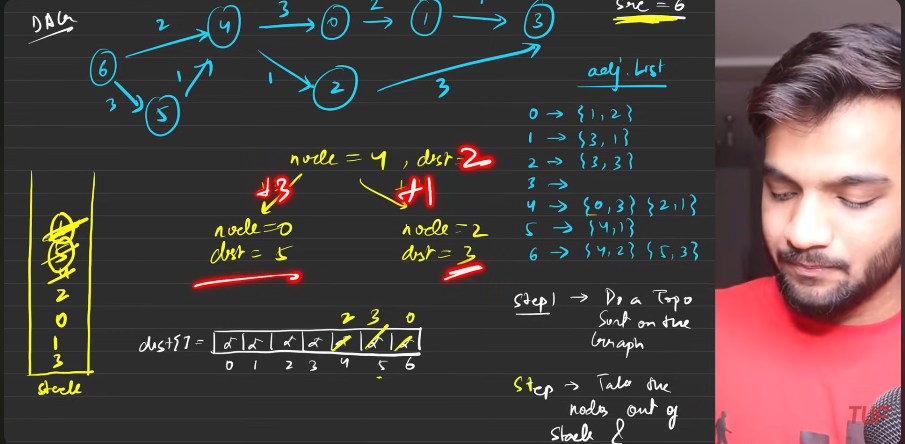 DAG
src = 6
2
3
2
4
0
1
3
6
1
1
2
3
3
5
adj. List
0 → {1,2}
1 → {3,1}
2 → {3,3}
3 →
4 → {0,3} {2,1}
5 → {4,1}
6 → {4,2} {5,3}
node = 4 , dist = 2
+3
+1
node=0
dist = 5
node=2
dist = 3
5
4
2
0
1
3
stack
2 3 0
dist[] =
0 1 2 3 4 5 6
Step1 → Do a Topo
Sort on the
Graph
Step → Take the
nodes out of
stack &
TUF